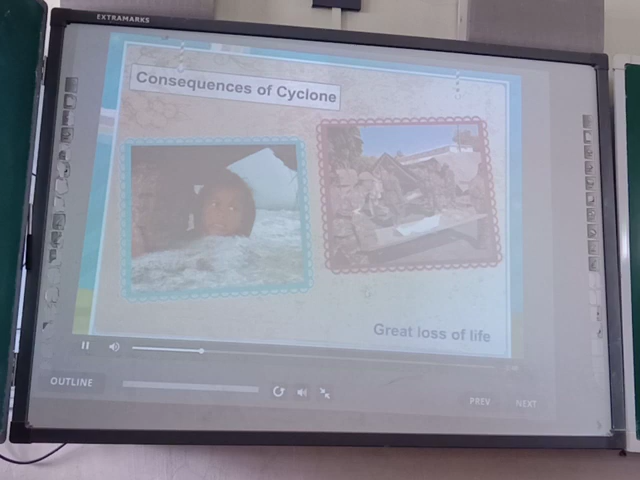 EXTRAMARKS
Consequences of Cyclone
Great loss of life
OUTLINE
PREV
NEXT